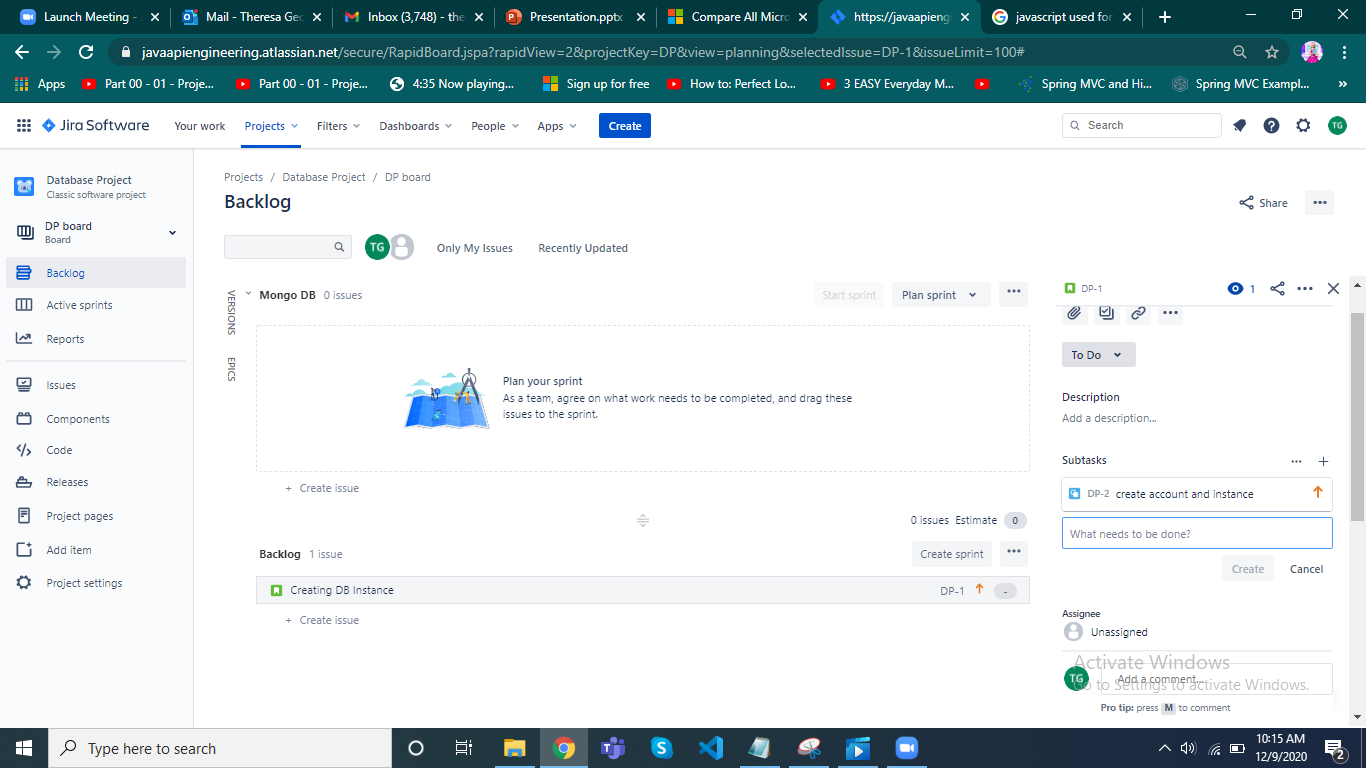 Launch Meeting -
Mail - Theresa Geo
Inbox (3,748) - the
Presentation.pptx
Compare All Micro
https://javaapieng
javascript used for
javaapiengineering.atlassian.net/secure/RapidBoard.jspa?rapidView=2&projectKey=DP&view=planning&selectedIssue=DP-1&issueLimit=100#
Apps
Part 00 - 01 - Proje...
Part 00 - 01 - Proje...
4:35 Now playing...
Sign up for free
How to: Perfect Lo...
3 EASY Everyday M...
Spring MVC and Hi...
Spring MVC Exampl...
»
Jira Software
Your work
Projects
Filters
Dashboards
People
Apps
Create
Search
TG
Database Project
Classic software project
DP board
Board
Backlog
Active sprints
Reports
Issues
Components
Code
Releases
Project pages
Add item
Project settings
Projects / Database Project / DP board
Backlog
Share
TG
Only My Issues
Recently Updated
VERSIONS
EPICS
Mongo DB 0 issues
Start sprint
Plan sprint
Plan your sprint
As a team, agree on what work needs to be completed, and drag these
issues to the sprint.
+ Create issue
0 issues Estimate 0
Backlog 1 issue
Create sprint
Creating DB Instance
DP-1
-
+ Create issue
DP-1
1
To Do
Description
Add a description...
Subtasks
DP-2 create account and instance
What needs to be done?
Create
Cancel
Assignee
Unassigned
TG
Add a comment...
Pro tip: press M to comment
Activate Windows
Go to Settings to activate Windows.
Type here to search
10:15 AM
12/9/2020
2